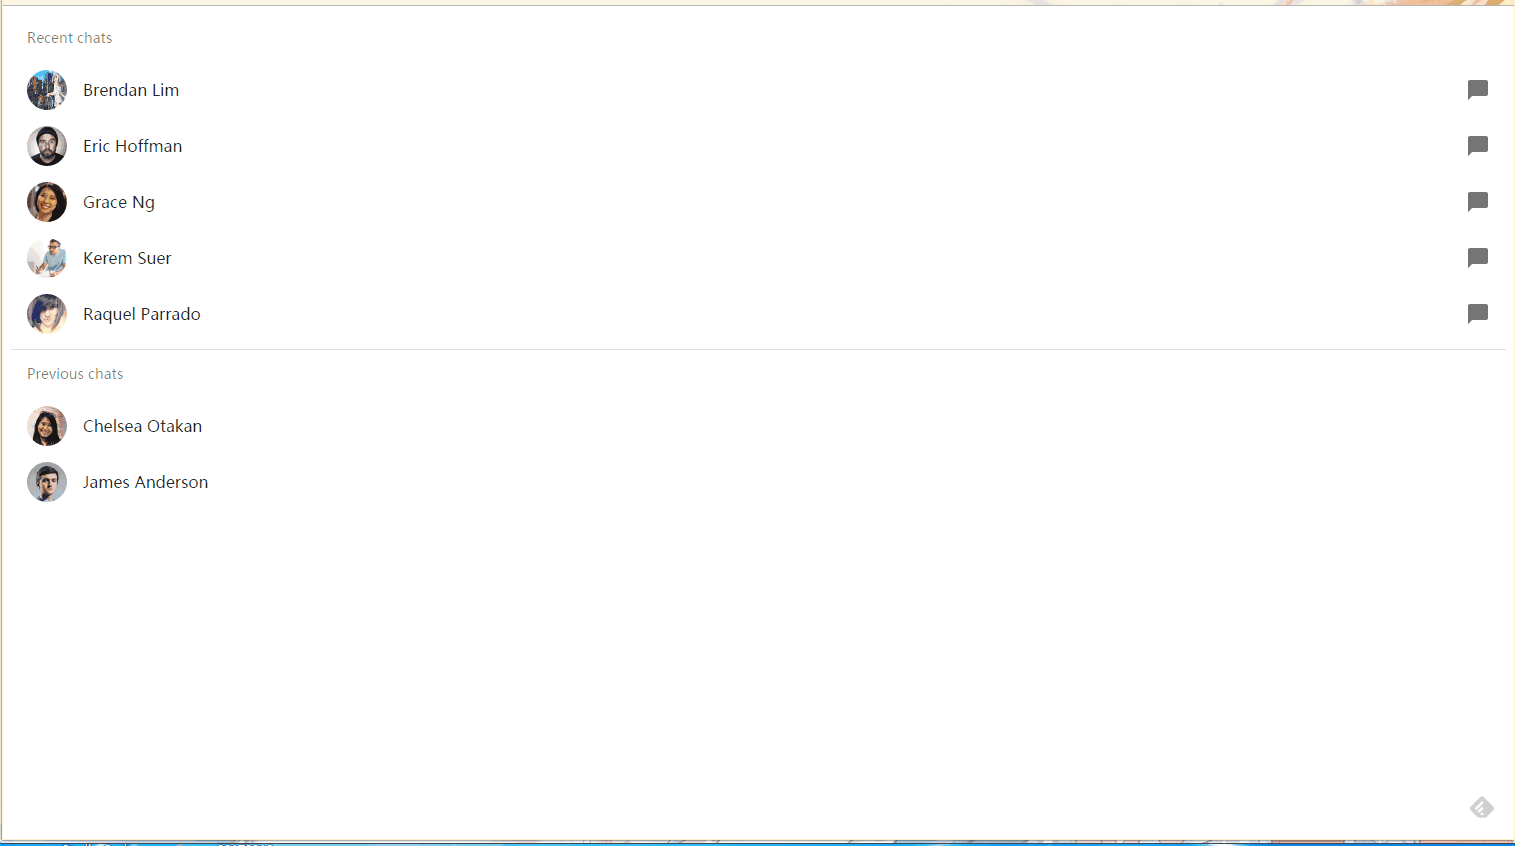 Recent chats
Brendan Lim
Eric Hoffman
Grace Ng
Kerem Suer
Raquel Parrado
Previous chats
Chelsea Otakan
James Anderson